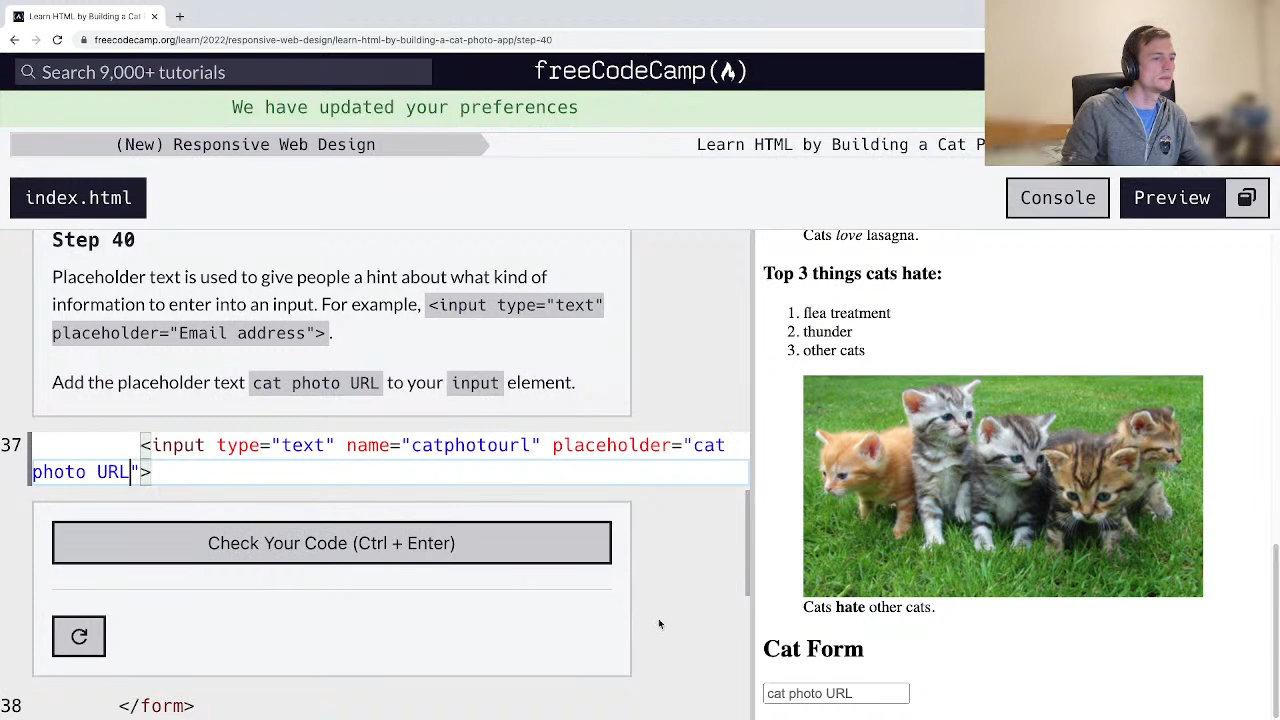 Learn HTML by Building a Cat
freecodecamp.org/learn/2022/responsive-web-design/learn-html-by-building-a-cat-photo-app/step-40
Search 9,000+ tutorials
freeCodeCamp
We have updated your preferences
(New) Responsive Web Design
Learn HTML by Building a Cat P
index.html
Console
Preview
Step 40
Placeholder text is used to give people a hint about what kind of
information to enter into an input. For example, <input type="text"
placeholder="Email address">.
Add the placeholder text cat photo URL to your input element.
37 <input type="text" name="catphotourl" placeholder="cat
photo URL">
Check Your Code (Ctrl + Enter)
38 </form>
Cats love lasagna.
Top 3 things cats hate:
1. flea treatment
2. thunder
3. other cats
Cats hate other cats.
Cat Form
cat photo URL